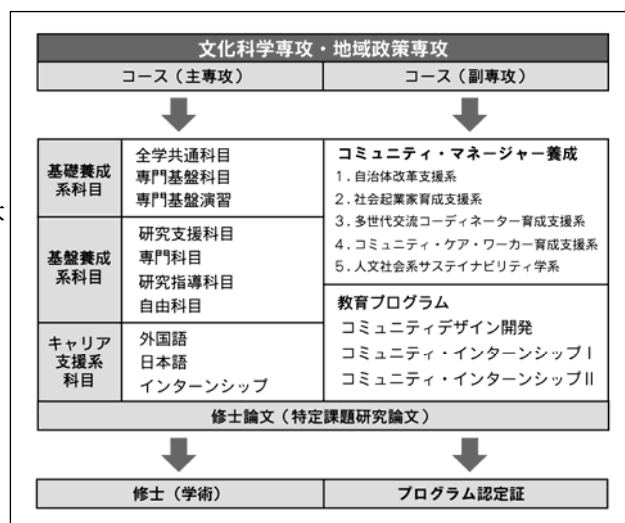 文化科学専攻・地域政策専攻
コース(主専攻)
コース(副専攻)
基礎養成
系科目
全学共通科目
専門基盤科目
専門基盤演習
基盤養成
系科目
研究支援科目
専門科目
研究指導科目
自由科目
キャリア
支援系
科目
外国語
日本語
インターンシップ
コミュニティ・マネージャー養成
1.自治体改革支援系
2.社会起業家育成支援系
3.多世代交流コーディネーター育成支援系
4.コミュニティ・ケア・ワーカー育成支援系
5.人文社会系サステイナビリティ学系
教育プログラム
コミュニティデザイン開発
コミュニティ・インターンシップⅠ
コミュニティ・インターンシップⅡ
修士論文(特定課題研究論文)
修士(学術)
プログラム認定証